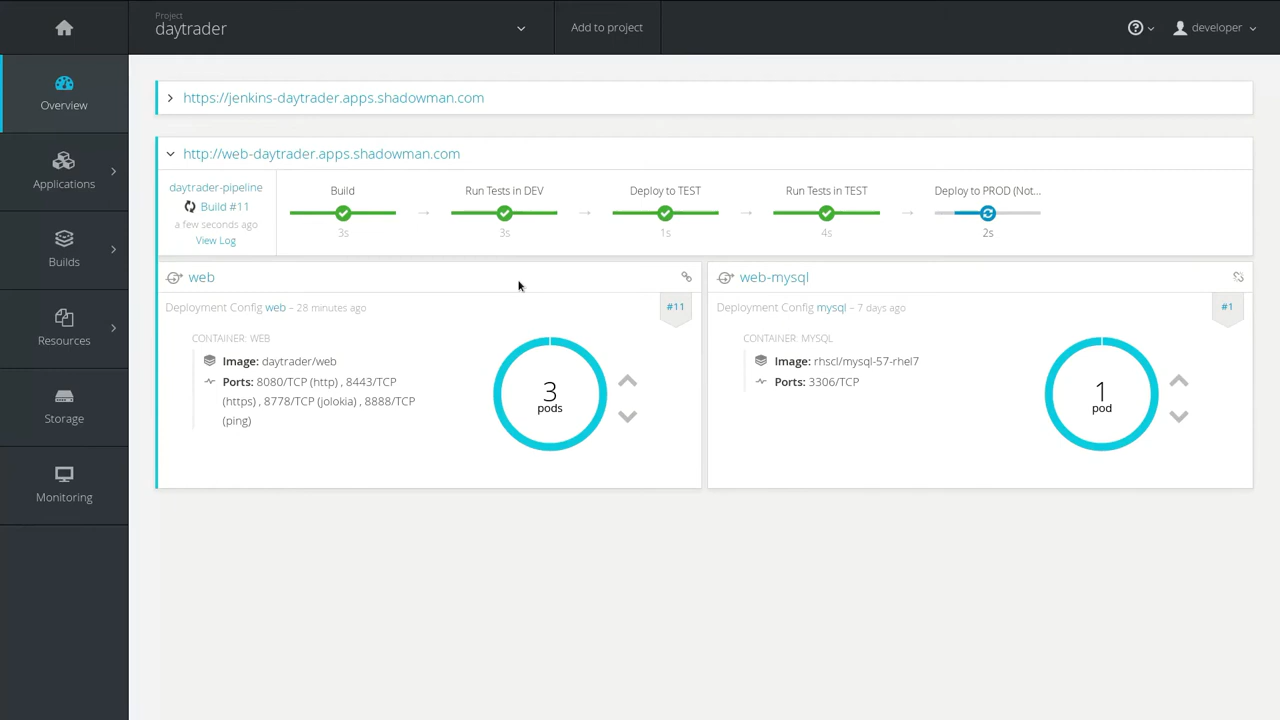 Project
daytrader
Add to project
developer
Overview
Applications
Builds
Resources
Storage
Monitoring
https://jenkins-daytrader.apps.shadowman.com
http://web-daytrader.apps.shadowman.com
daytrader-pipeline
Build #11
a few seconds ago
View Log
Build
3s
Run Tests in DEV
3s
Deploy to TEST
1s
Run Tests in TEST
4s
Deploy to PROD (Not...
2s
web
Deployment Config web – 28 minutes ago
#11
CONTAINER: WEB
Image: daytrader/web
Ports: 8080/TCP (http) , 8443/TCP
(https) , 8778/TCP (jolokia) , 8888/TCP
(ping)
3
pods
web-mysql
Deployment Config mysql – 7 days ago
#1
CONTAINER: MYSQL
Image: rhscl/mysql-57-rhel7
Ports: 3306/TCP
1
pod